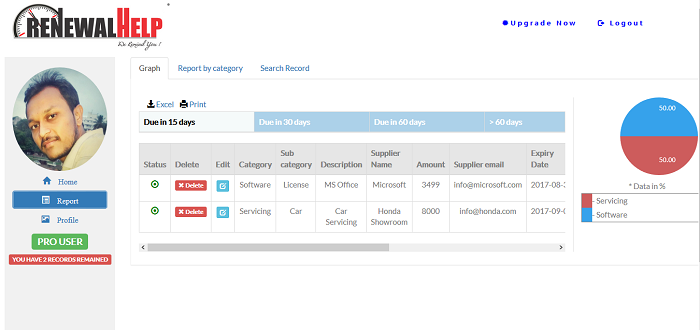 RENEWALHELP
We Remind You !
Upgrade Now
Logout
Home
Report
Profile
PRO USER
YOU HAVE 2 RECORDS REMAINED
Graph Report by category Search Record
Excel Print
Due in 15 days Due in 30 days Due in 60 days > 60 days
Status Delete Edit Category Sub category Description Supplier Name Amount Supplier email Expiry Date
Delete Software License MS Office Microsoft 3499 info@microsoft.com 2017-08-
Delete Servicing Car Car Servicing Honda Showroom 8000 info@honda.com 2017-09-
50.00
50.00
* Data in %
- Servicing
- Software